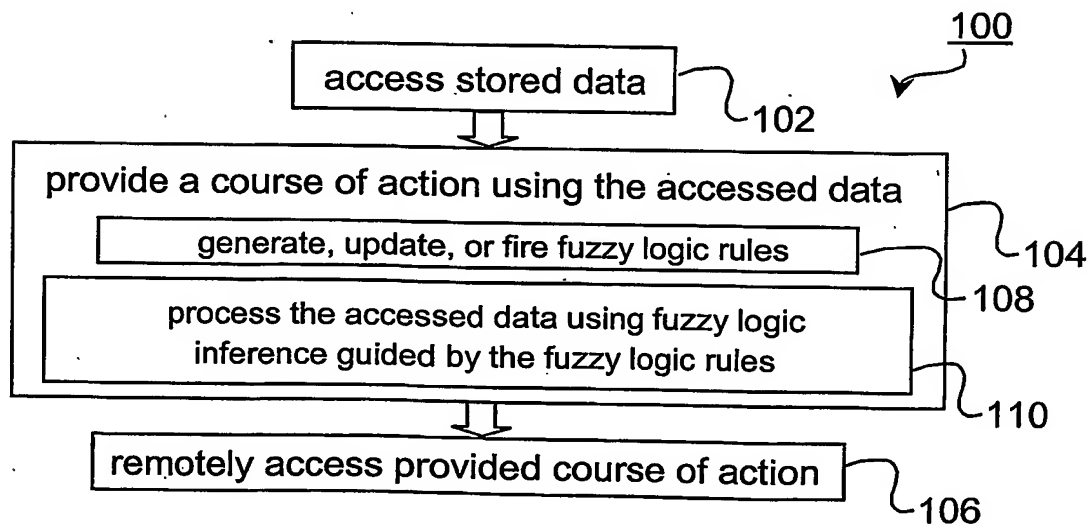 100
access stored data
102
provide a course of action using the accessed data
104
generate, update, or fire fuzzy logic rules
108
process the accessed data using fuzzy logic
inference guided by the fuzzy logic rules
110
remotely access provided course of action
106